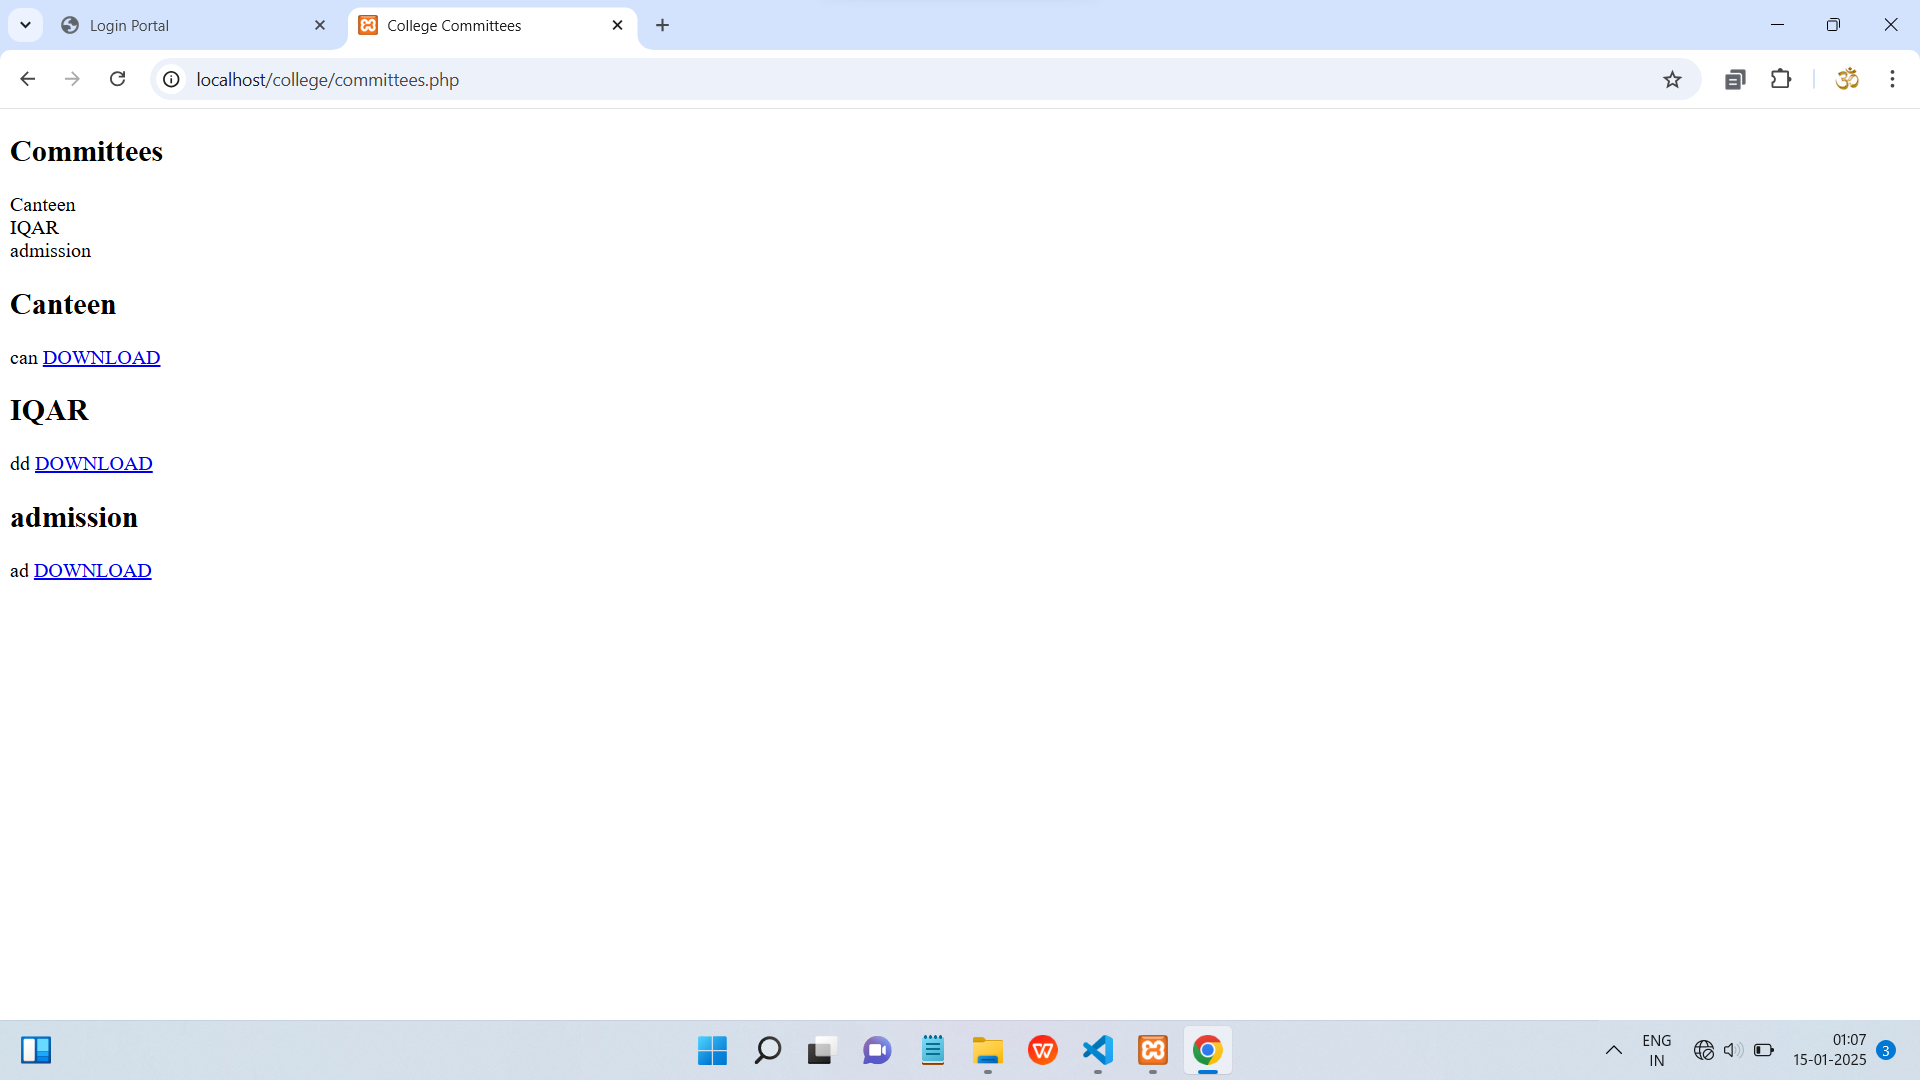 Login Portal
College Committees
localhost/college/committees.php
Committees
Canteen
IQAR
admission
Canteen
can DOWNLOAD
IQAR
dd DOWNLOAD
admission
ad DOWNLOAD
ENG
IN
01:07
15-01-2025
3